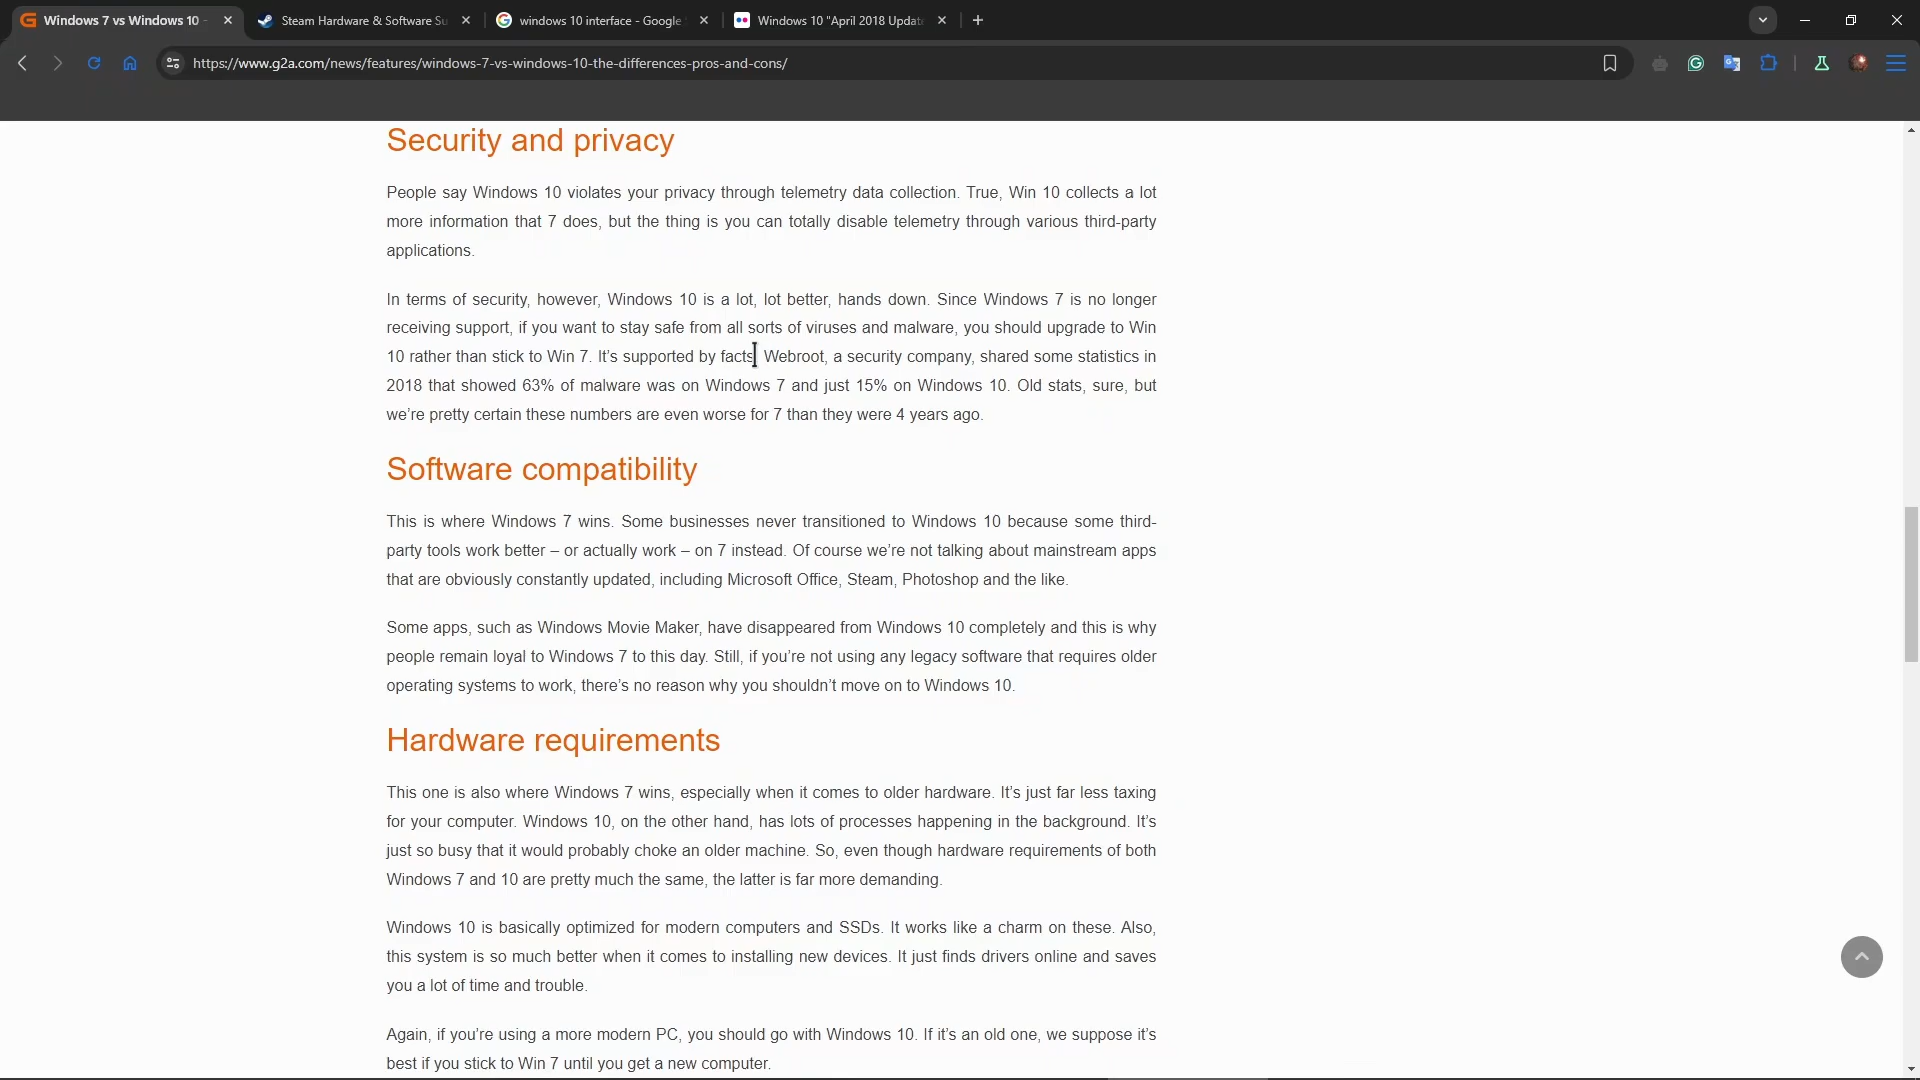 Windows 7 vs Windows 10 -
Steam Hardware & Software Su
windows 10 interface - Google
Windows 10 "April 2018 Updat
https://www.g2a.com/news/features/windows-7-vs-windows-10-the-differences-pros-and-cons/
Security and privacy
People say Windows 10 violates your privacy through telemetry data collection. True, Win 10 collects a lot
more information that 7 does, but the thing is you can totally disable telemetry through various third-party
applications.
In terms of security, however, Windows 10 is a lot, lot better, hands down. Since Windows 7 is no longer
receiving support, if you want to stay safe from all sorts of viruses and malware, you should upgrade to Win
10 rather than stick to Win 7. It’s supported by facts. Webroot, a security company, shared some statistics in
2018 that showed 63% of malware was on Windows 7 and just 15% on Windows 10. Old stats, sure, but
we’re pretty certain these numbers are even worse for 7 than they were 4 years ago.
Software compatibility
This is where Windows 7 wins. Some businesses never transitioned to Windows 10 because some third-
party tools work better – or actually work – on 7 instead. Of course we’re not talking about mainstream apps
that are obviously constantly updated, including Microsoft Office, Steam, Photoshop and the like.
Some apps, such as Windows Movie Maker, have disappeared from Windows 10 completely and this is why
people remain loyal to Windows 7 to this day. Still, if you’re not using any legacy software that requires older
operating systems to work, there’s no reason why you shouldn’t move on to Windows 10.
Hardware requirements
This one is also where Windows 7 wins, especially when it comes to older hardware. It’s just far less taxing
for your computer. Windows 10, on the other hand, has lots of processes happening in the background. It’s
just so busy that it would probably choke an older machine. So, even though hardware requirements of both
Windows 7 and 10 are pretty much the same, the latter is far more demanding.
Windows 10 is basically optimized for modern computers and SSDs. It works like a charm on these. Also,
this system is so much better when it comes to installing new devices. It just finds drivers online and saves
you a lot of time and trouble.
Again, if you’re using a more modern PC, you should go with Windows 10. If it’s an old one, we suppose it’s
best if you stick to Win 7 until you get a new computer.